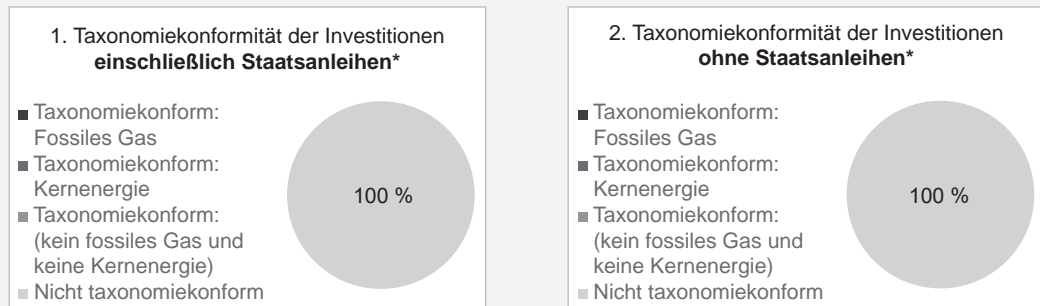 1. Taxonomiekonformität der Investitionen
einschließlich Staatsanleihen*
Taxonomiekonform:
Fossiles Gas
Taxonomiekonform:
Kernenergie
Taxonomiekonform:
(kein fossiles Gas und
keine Kernenergie)
Nicht taxonomiekonform
100 %
2. Taxonomiekonformität der Investitionen
ohne Staatsanleihen*
Taxonomiekonform:
Fossiles Gas
Taxonomiekonform:
Kernenergie
Taxonomiekonform:
(kein fossiles Gas und
keine Kernenergie)
Nicht taxonomiekonform
100 %